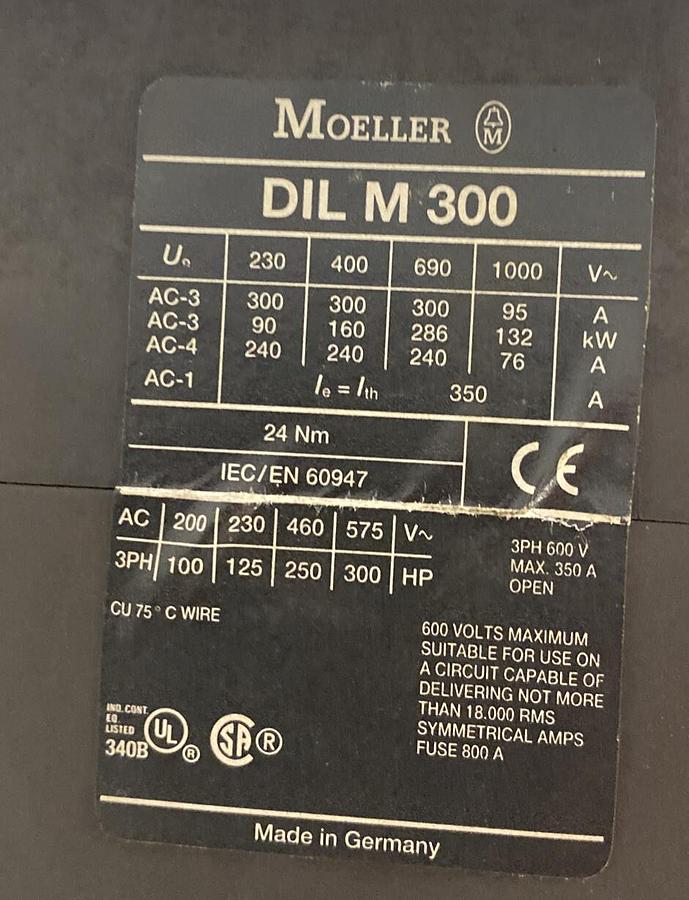 MOELLER M
DIL M 300
Ue 230 400 690 1000 V~
AC-3 300 300 300 95 A
AC-3 90 160 286 132 kW
AC-4 240 240 240 76 A
AC-1 Ie = Ith 350 A
24 Nm
IEC/EN 60947
CE
AC 200 230 460 575 V~
3PH 100 125 250 300 HP
3PH 600 V
MAX. 350 A
OPEN
CU 75° C WIRE
600 VOLTS MAXIMUM
SUITABLE FOR USE ON
A CIRCUIT CAPABLE OF
DELIVERING NOT MORE
THAN 18.000 RMS
SYMMETRICAL AMPS
FUSE 800 A
IND. CONT.
EQ.
LISTED
340B
UL ®
SA ®
Made in Germany